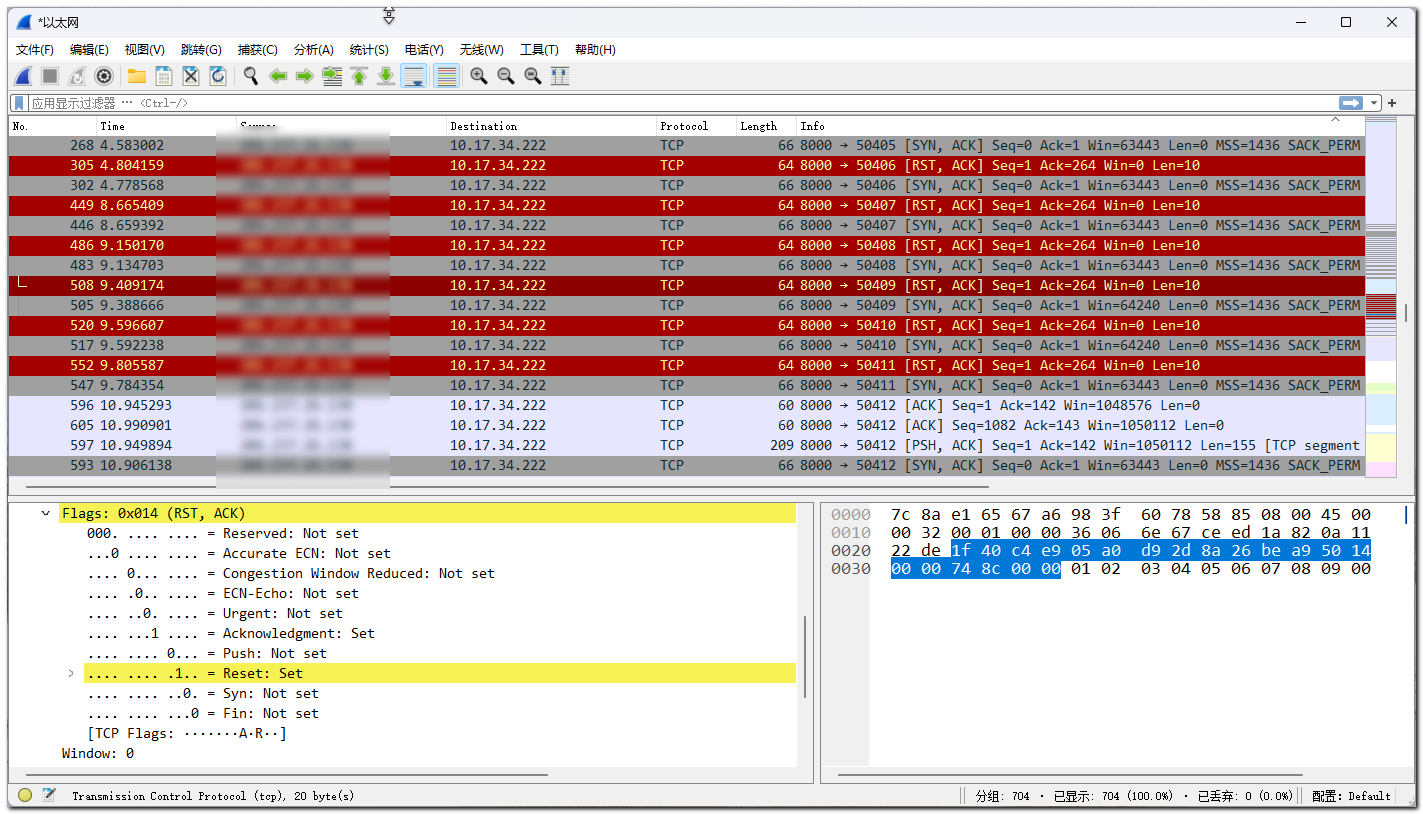 *以太网
文件(F) 编辑(E) 视图(V) 跳转(G) 捕获(C) 分析(A) 统计(S) 电话(Y) 无线(W) 工具(T) 帮助(H)
应用显示过滤器 … <Ctrl-/>
No. Time Destination Protocol Length Info
268 4.583002 10.17.34.222 TCP 66 8000 → 50405 [SYN, ACK] Seq=0 Ack=1 Win=63443 Len=0 MSS=1436 SACK_PERM
305 4.804159 10.17.34.222 TCP 64 8000 → 50406 [RST, ACK] Seq=1 Ack=264 Win=0 Len=10
302 4.778568 10.17.34.222 TCP 66 8000 → 50406 [SYN, ACK] Seq=0 Ack=1 Win=63443 Len=0 MSS=1436 SACK_PERM
449 8.665409 10.17.34.222 TCP 64 8000 → 50407 [RST, ACK] Seq=1 Ack=264 Win=0 Len=10
446 8.659392 10.17.34.222 TCP 66 8000 → 50407 [SYN, ACK] Seq=0 Ack=1 Win=63443 Len=0 MSS=1436 SACK_PERM
486 9.150170 10.17.34.222 TCP 64 8000 → 50408 [RST, ACK] Seq=1 Ack=264 Win=0 Len=10
483 9.134703 10.17.34.222 TCP 66 8000 → 50408 [SYN, ACK] Seq=0 Ack=1 Win=63443 Len=0 MSS=1436 SACK_PERM
508 9.409174 10.17.34.222 TCP 64 8000 → 50409 [RST, ACK] Seq=1 Ack=264 Win=0 Len=10
505 9.388666 10.17.34.222 TCP 66 8000 → 50409 [SYN, ACK] Seq=0 Ack=1 Win=64240 Len=0 MSS=1436 SACK_PERM
520 9.596607 10.17.34.222 TCP 64 8000 → 50410 [RST, ACK] Seq=1 Ack=264 Win=0 Len=10
517 9.592238 10.17.34.222 TCP 66 8000 → 50410 [SYN, ACK] Seq=0 Ack=1 Win=64240 Len=0 MSS=1436 SACK_PERM
552 9.805587 10.17.34.222 TCP 64 8000 → 50411 [RST, ACK] Seq=1 Ack=264 Win=0 Len=10
547 9.784354 10.17.34.222 TCP 66 8000 → 50411 [SYN, ACK] Seq=0 Ack=1 Win=63443 Len=0 MSS=1436 SACK_PERM
596 10.945293 10.17.34.222 TCP 60 8000 → 50412 [ACK] Seq=1 Ack=142 Win=1048576 Len=0
605 10.990901 10.17.34.222 TCP 60 8000 → 50412 [ACK] Seq=1082 Ack=143 Win=1050112 Len=0
597 10.949894 10.17.34.222 TCP 209 8000 → 50412 [PSH, ACK] Seq=1 Ack=142 Win=1050112 Len=155 [TCP segment
593 10.906138 10.17.34.222 TCP 66 8000 → 50412 [SYN, ACK] Seq=0 Ack=1 Win=63443 Len=0 MSS=1436 SACK_PERM
Flags: 0x014 (RST, ACK)
000. .... .... = Reserved: Not set
...0 .... .... = Accurate ECN: Not set
.... 0... .... = Congestion Window Reduced: Not set
.... .0.. .... = ECN-Echo: Not set
.... ..0. .... = Urgent: Not set
.... ...1 .... = Acknowledgment: Set
.... .... 0... = Push: Not set
.... .... .1.. = Reset: Set
.... .... ..0. = Syn: Not set
.... .... ...0 = Fin: Not set
[TCP Flags: ·······A·R··]
Window: 0
0000 7c 8a e1 65 67 a6 98 3f 60 78 58 85 08 00 45 00
0010 00 32 00 01 00 00 36 06 6e 67 ce ed 1a 82 0a 11
0020 22 de 1f 40 c4 e9 05 a0 d9 2d 8a 26 be a9 50 14
0030 00 00 74 8c 00 00 01 02 03 04 05 06 07 08 09 00
Transmission Control Protocol (tcp), 20 byte(s)
分组: 704 · 已显示: 704 (100.0%) · 已丢弃: 0 (0.0%)
配置: Default